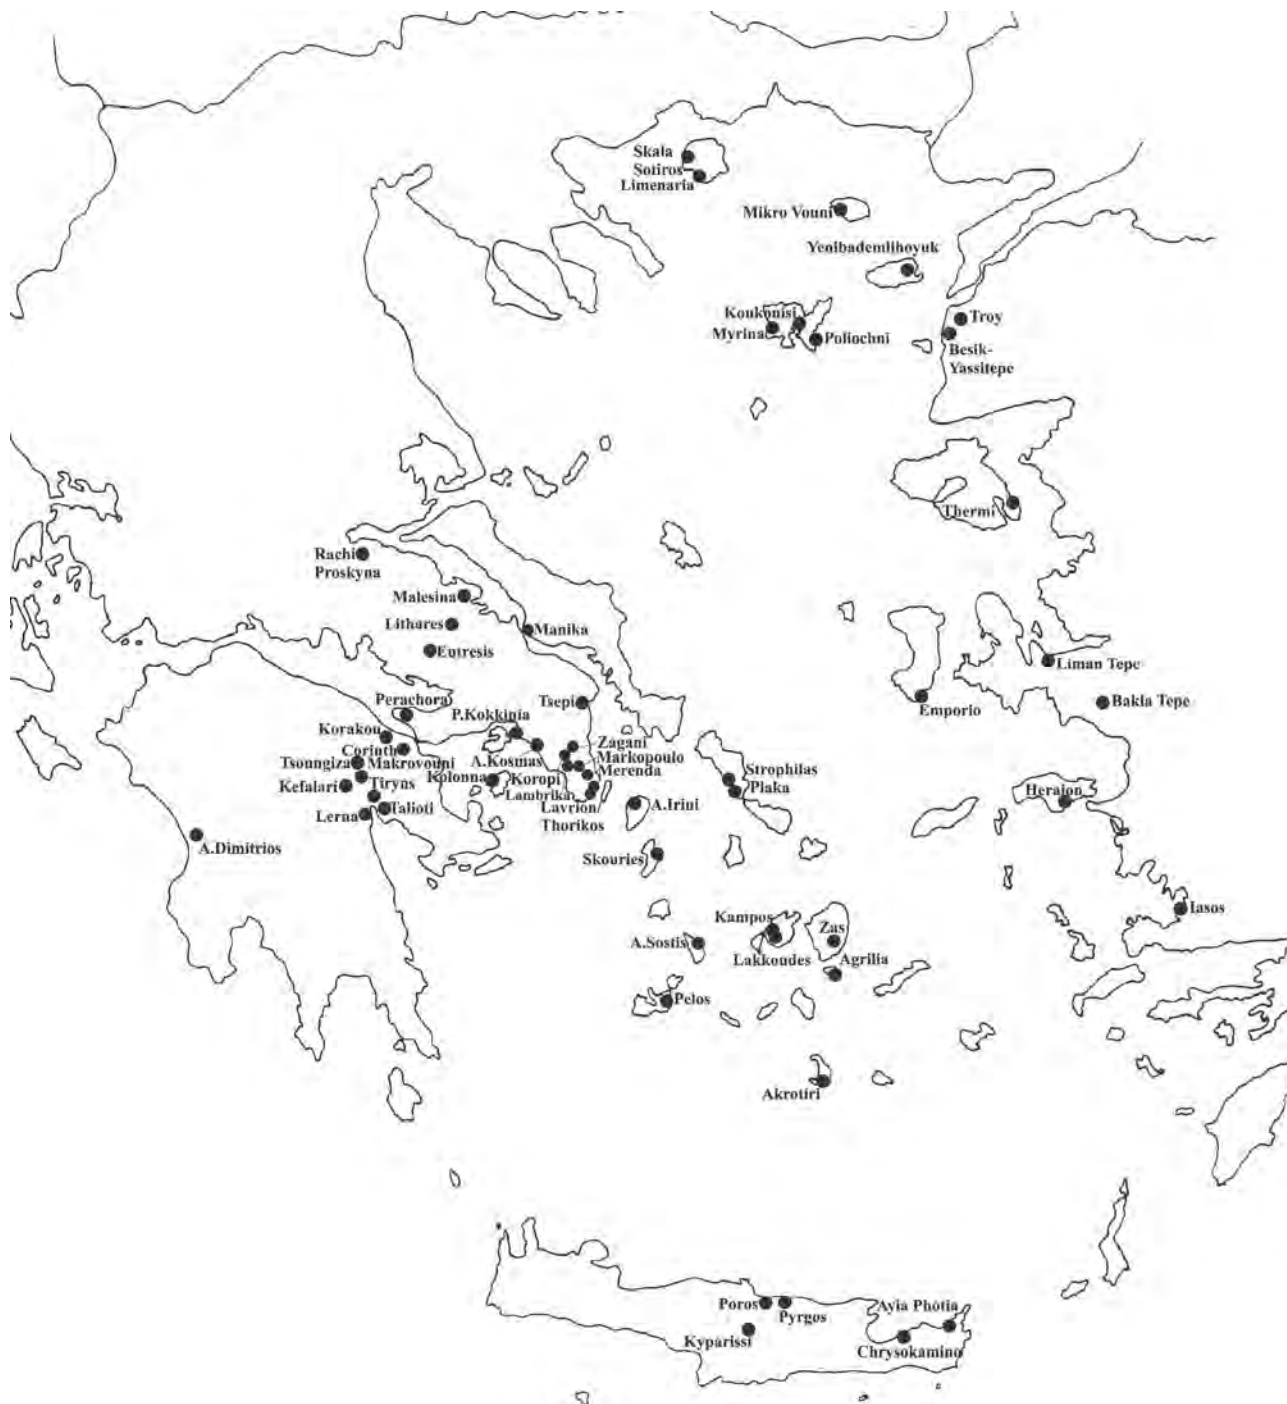 Skala
Sotiros
Limenaria
Mikro Vouni
Yenibademlihoyuk
Koukonisi
Troy
Myrina
Poliochni
Besik-
Yassitepe
Thermi
Rachi
Proskyna
Malesina
Lithares
Manika
Eutresis
Liman Tepe
Perachora
Tsepi
Emporio
Bakla Tepe
P.Kokkinia
Korakou
Zagani
Corinth
A.Kosmas
Markopoulo
Tsoungiza
Makrovouni
Merenda
Strophilas
Kolonna
Koropi
Tiryns
Kefalari
Plaka
Heraion
Lambrika
A.Irini
Talioti
Lavrion/
Lerna
Thorikos
A.Dimitrios
Skouries
Iasos
Kampos
Zas
A.Sostis
Lakkoudes
Agrilia
Pelos
Akrotiri
Poros
Ayia Photia
Pyrgos
Kyparissi
Chrysokamino